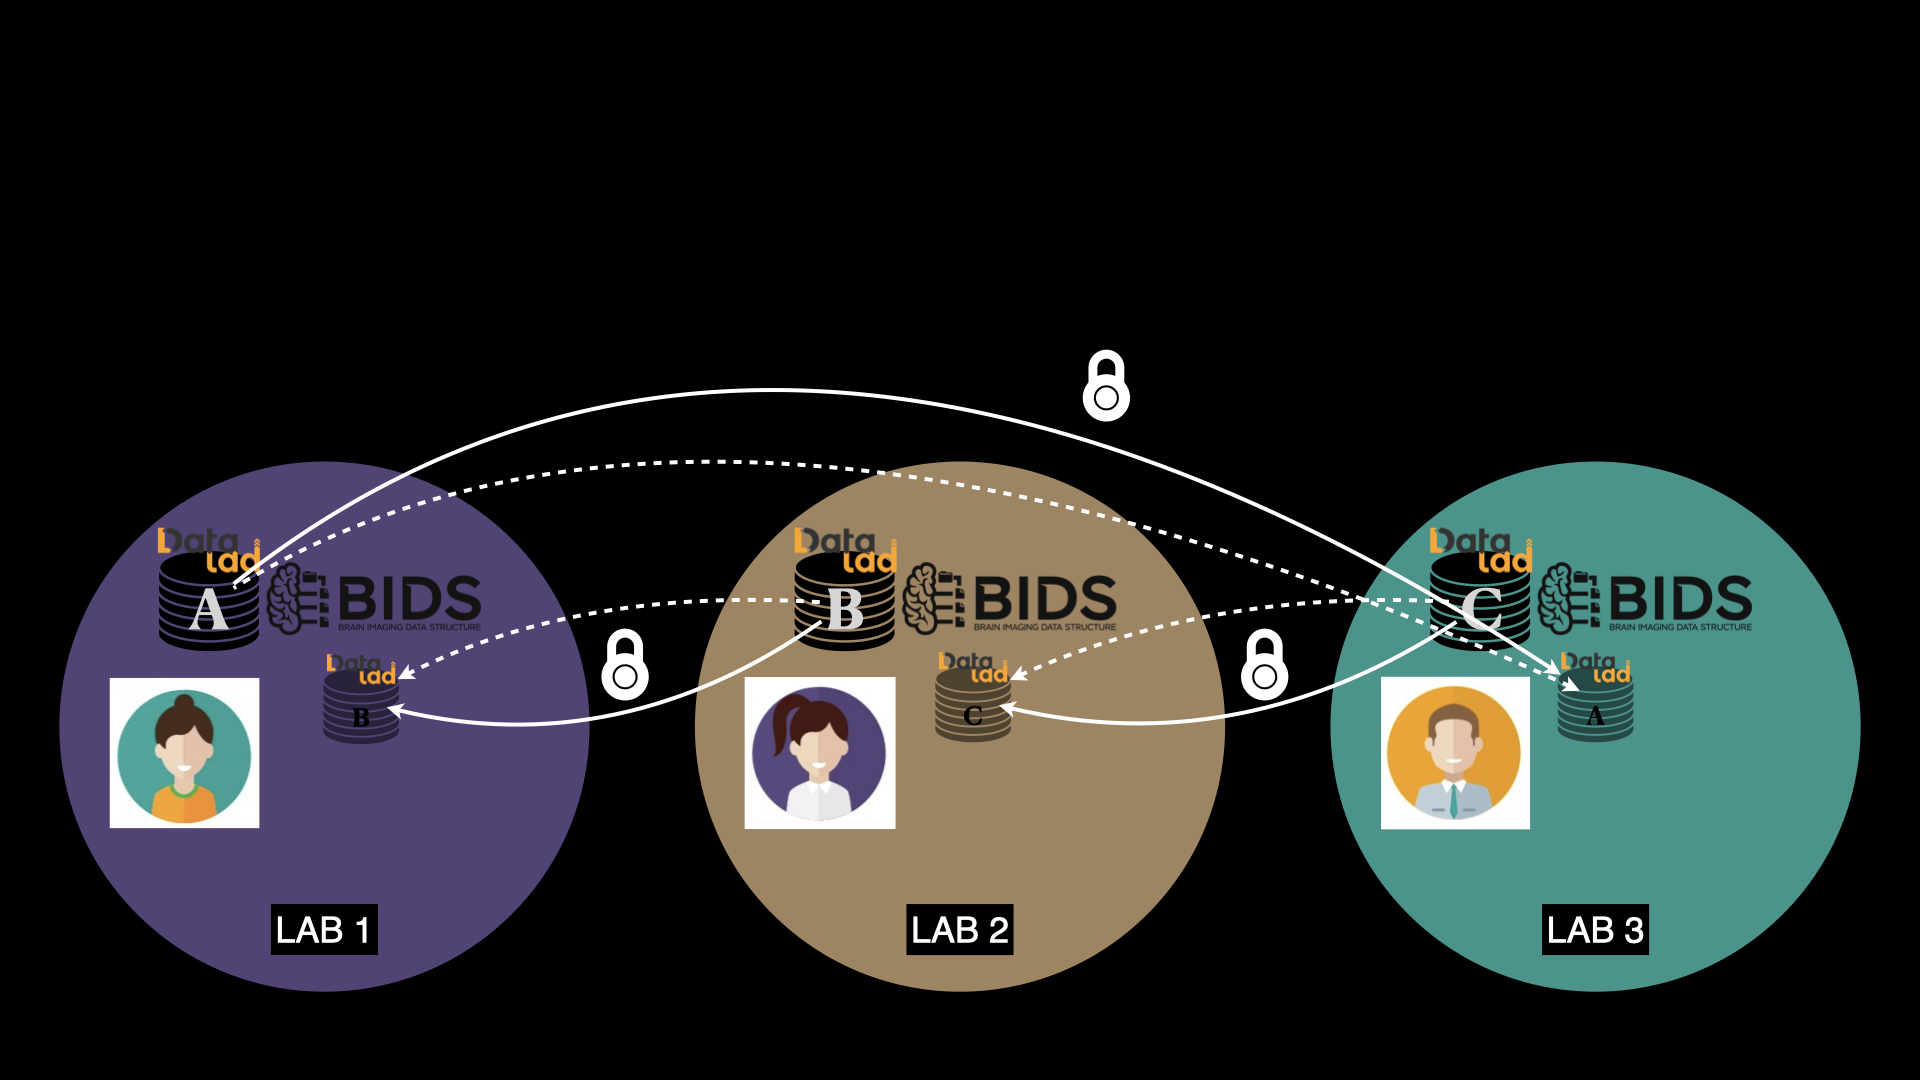 Data
lad
A
BIDS
BRAIN IMAGING DATA STRUCTURE
Data
lad
B
LAB 1
Data
lad
B
BIDS
BRAIN IMAGING DATA STRUCTURE
Data
lad
C
LAB 2
Data
lad
C
BIDS
BRAIN IMAGING DATA STRUCTURE
Data
lad
A
LAB 3